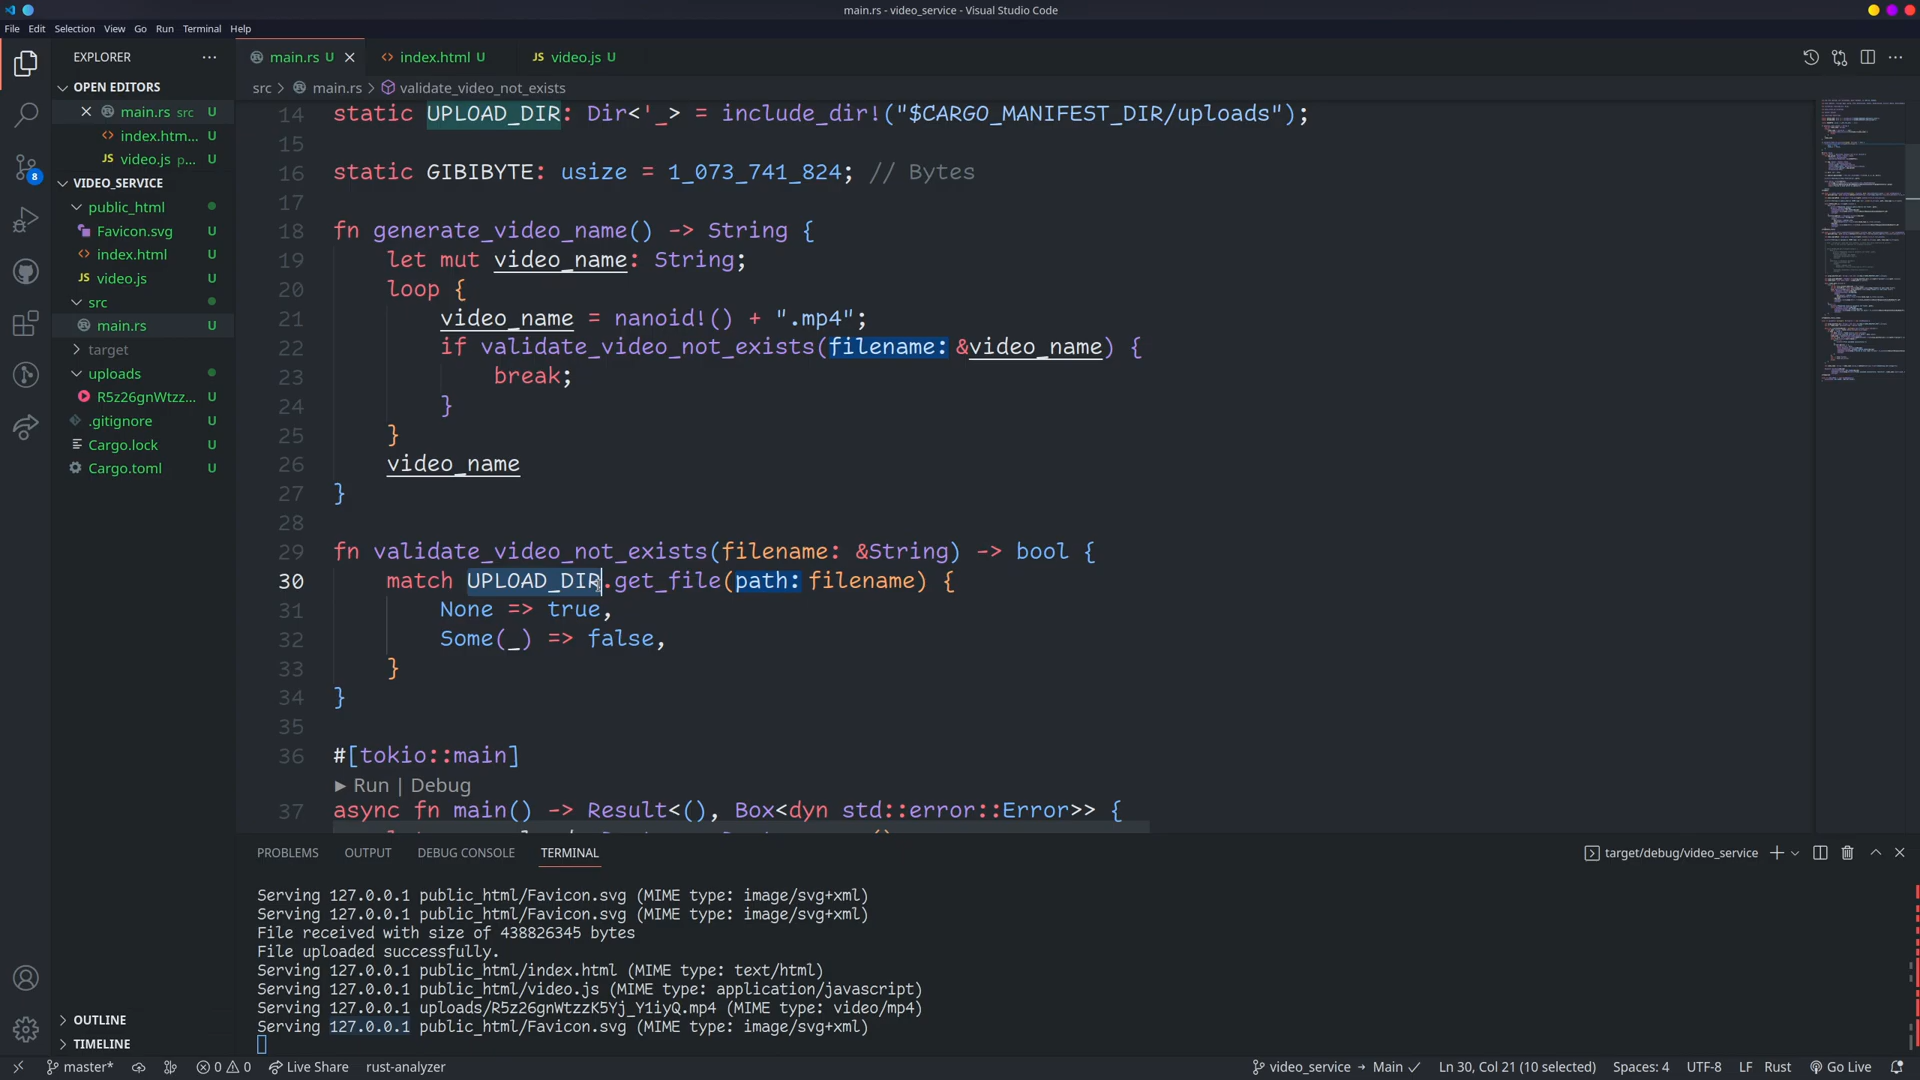 main.rs - video_service - Visual Studio Code
File Edit Selection View Go Run Terminal Help
EXPLORER
main.rs U
index.html U
JS video.js U
OPEN EDITORS
src > main.rs > validate_video_not_exists
main.rs src U
index.htm... U
JS video.js p... U
VIDEO_SERVICE
public_html
Favicon.svg U
index.html U
JS video.js U
src
main.rs U
target
uploads
R5z26gnWtzz... U
.gitignore U
Cargo.lock U
Cargo.toml U
OUTLINE
TIMELINE
8
14 static UPLOAD_DIR: Dir<'_> = include_dir!("$CARGO_MANIFEST_DIR/uploads");
15
16 static GIBIBYTE: usize = 1_073_741_824; // Bytes
17
18 fn generate_video_name() -> String {
19 let mut video_name: String;
20 loop {
21 video_name = nanoid!() + ".mp4";
22 if validate_video_not_exists(filename: &video_name) {
23 break;
24 }
25 }
26 video_name
27 }
28
29 fn validate_video_not_exists(filename: &String) -> bool {
30 match UPLOAD_DIR.get_file(path: filename) {
31 None => true,
32 Some(_) => false,
33 }
34 }
35
36 #[tokio::main]
▶ Run | Debug
37 async fn main() -> Result<(), Box<dyn std::error::Error>> {
PROBLEMS OUTPUT DEBUG CONSOLE TERMINAL
target/debug/video_service
Serving 127.0.0.1 public_html/Favicon.svg (MIME type: image/svg+xml)
Serving 127.0.0.1 public_html/Favicon.svg (MIME type: image/svg+xml)
File received with size of 438826345 bytes
File uploaded successfully.
Serving 127.0.0.1 public_html/index.html (MIME type: text/html)
Serving 127.0.0.1 public_html/video.js (MIME type: application/javascript)
Serving 127.0.0.1 uploads/R5z26gnWtzzK5Yj_Y1iyQ.mp4 (MIME type: video/mp4)
Serving 127.0.0.1 public_html/Favicon.svg (MIME type: image/svg+xml)
master* 0 0 Live Share rust-analyzer
video_service → Main ✓ Ln 30, Col 21 (10 selected) Spaces: 4 UTF-8 LF Rust Go Live